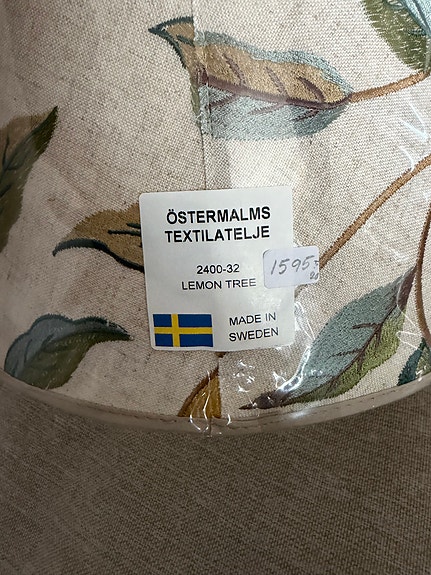 ÖSTERMALMS
TEXTILATELJE
2400-32
LEMON TREE
1595:-
MADE IN
SWEDEN